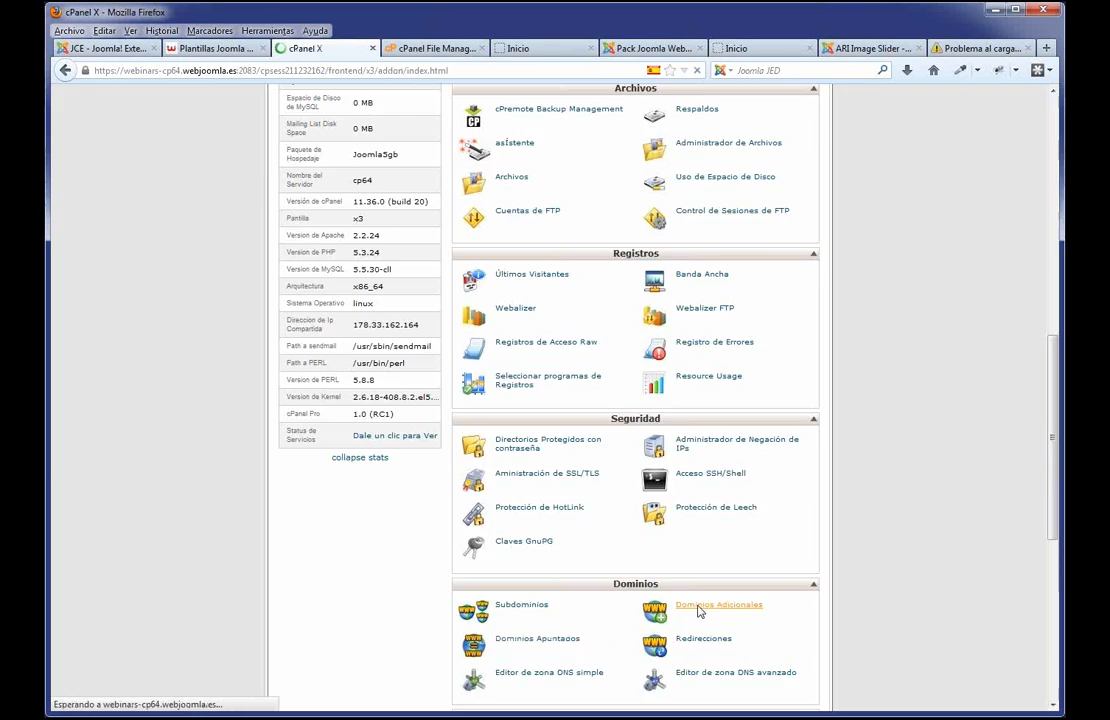 cPanel X - Mozilla Firefox
Archivo Editar Ver Historial Marcadores Herramientas Ayuda
JCE - Joomla! Exte...
Plantillas Joomla ...
cPanel X
cPanel File Manag...
Inicio
Pack Joomla Web...
Inicio
ARI Image Slider -...
Problema al carga...
https://webinars-cp64.webjoomla.es:2083/cpsess211232162/frontend/x3/addon/index.html
Joomla JED
Espacio de Disco
de MySQL
0 MB
Mailing List Disk
Space
0 MB
Paquete de
Hospedaje
Joomla5gb
Nombre del
Servidor
cp64
Versión de cPanel
11.36.0 (build 20)
Pantilla
x3
Version de Apache
2.2.24
Version de PHP
5.3.24
Version de MySQL
5.5.30-cll
Arquitectura
x86_64
Sistema Operativo
linux
Direccion de Ip
Compartida
178.33.162.164
Path a sendmail
/usr/sbin/sendmail
Path a PERL
/usr/bin/perl
Version de PERL
5.8.8
Version de Kernel
2.6.18-408.8.2.el5....
cPanel Pro
1.0 (RC1)
Status de
Servicios
Dale un clic para Ver
collapse stats
Archivos
cPremote Backup Management
Respaldos
asÍstente
Administrador de Archivos
Archivos
Uso de Espacio de Disco
Cuentas de FTP
Control de Sesiones de FTP
Registros
Últimos Visitantes
Banda Ancha
Webalizer
Webalizer FTP
Registros de Acceso Raw
Registro de Errores
Seleccionar programas de
Registros
Resource Usage
Seguridad
Directorios Protegidos con
contraseña
Administrador de Negación de
IPs
Aministración de SSL/TLS
Acceso SSH/Shell
Protección de HotLink
Protección de Leech
Claves GnuPG
Dominios
Subdominios
Dominios Adicionales
Dominios Apuntados
Redirecciones
Editor de zona DNS simple
Editor de zona DNS avanzado
Esperando a webinars-cp64.webjoomla.es...